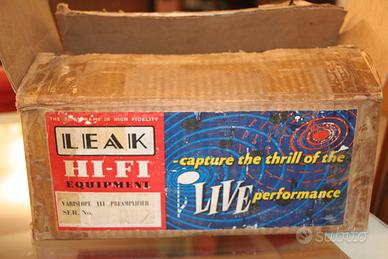 THE FIRST NAME IN HIGH FIDELITY
LEAK
HI-FI
EQUIPMENT
VARISLOPE III PREAMPLIFIER
SER. No.
-capture the thrill of the
LIVE performance
subito